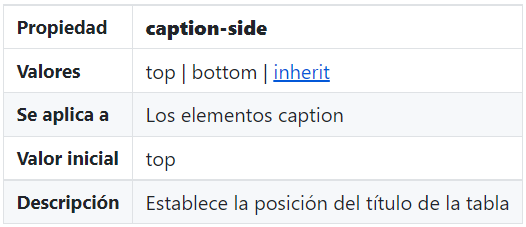 Propiedad caption-side
Valores top | bottom | inherit
Se aplica a Los elementos caption
Valor inicial top
Descripción Establece la posición del título de la tabla